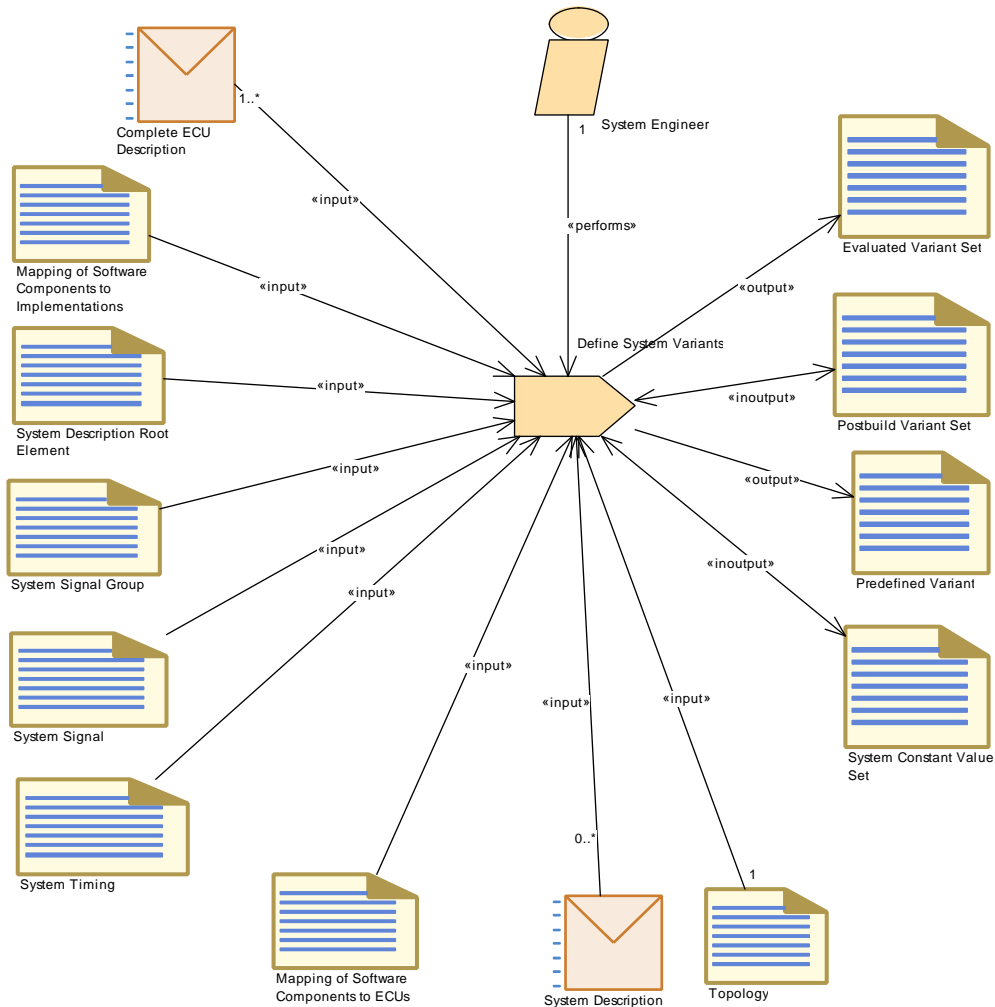 1..*
Complete ECU
Description
1
System Engineer
«input»
«performs»
Evaluated Variant Set
Mapping of Software
Components to
Implementations
«input»
«output»
Define System Variants
«input»
«inoutput»
System Description Root
Element
Postbuild Variant Set
«input»
«output»
System Signal Group
Predefined Variant
«input»
«inoutput»
«input»
System Signal
«input»
«input»
«input»
System Constant Value
Set
0..*
1
System Timing
Mapping of Software
Components to ECUs
System Description
Topology